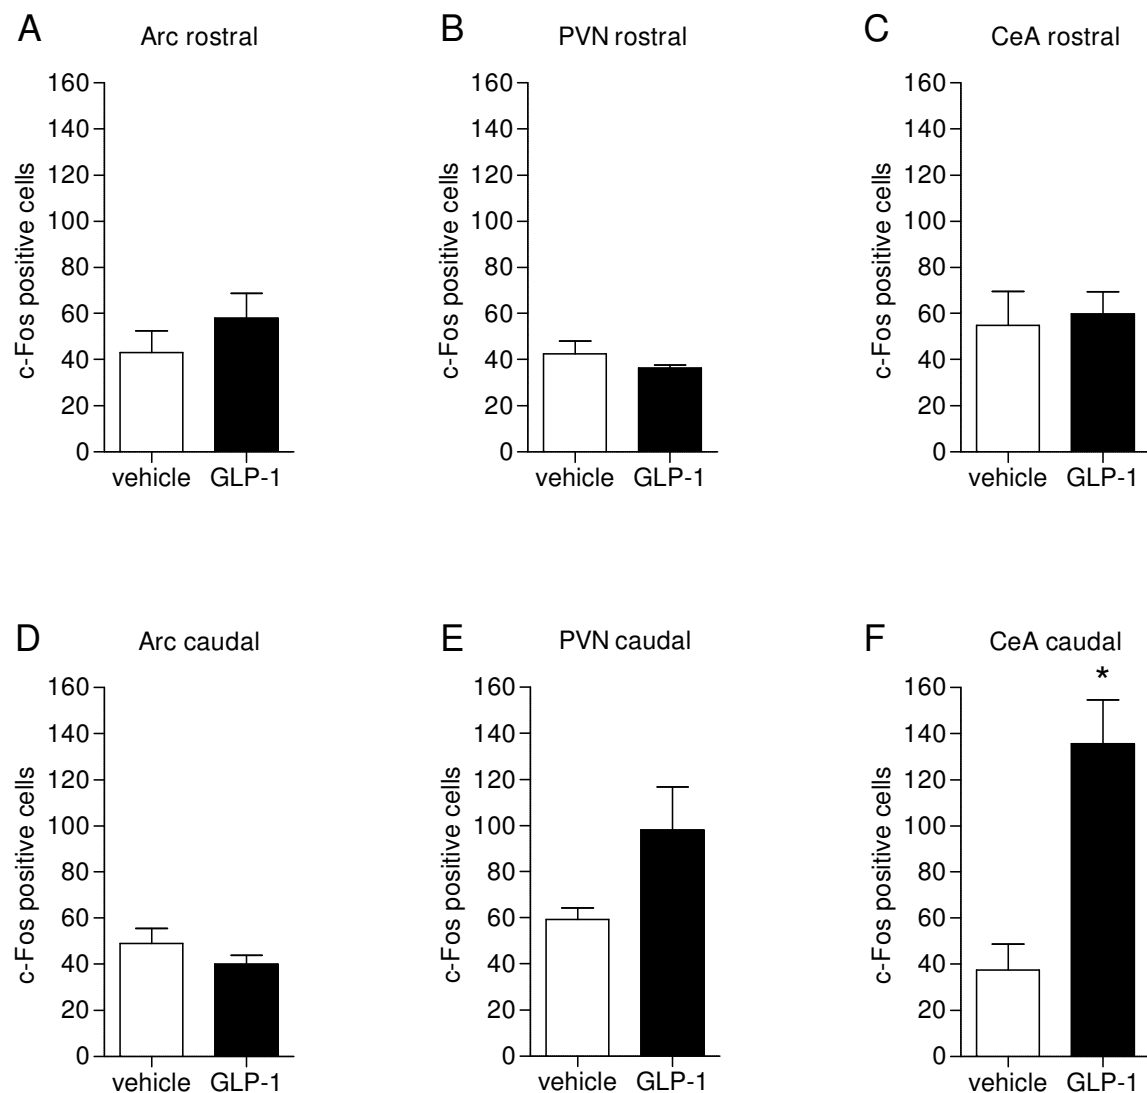 A
Arc rostral
160
140
120
100
80
60
40
20
0
c-Fos positive cells
vehicle GLP-1
B
PVN rostral
160
140
120
100
80
60
40
20
0
c-Fos positive cells
vehicle GLP-1
C
CeA rostral
160
140
120
100
80
60
40
20
0
c-Fos positive cells
vehicle GLP-1
D
Arc caudal
160
140
120
100
80
60
40
20
0
c-Fos positive cells
vehicle GLP-1
E
PVN caudal
160
140
120
100
80
60
40
20
0
c-Fos positive cells
vehicle GLP-1
F
CeA caudal
*
160
140
120
100
80
60
40
20
0
c-Fos positive cells
vehicle GLP-1